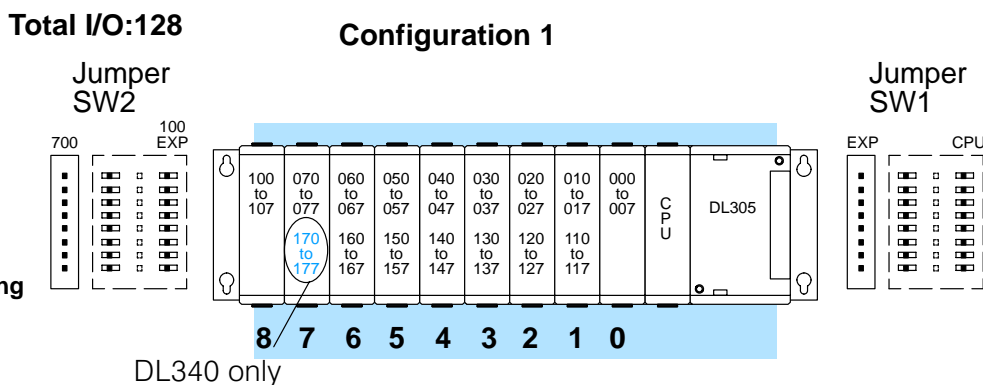 Total I/O:128
Configuration 1
Jumper
SW2
Jumper
SW1
700
100
EXP
EXP
CPU
100
to
107
070
to
077
060
to
067
050
to
057
040
to
047
030
to
037
020
to
027
010
to
017
000
to
007
C
P
U
DL305
170
to
177
160
to
167
150
to
157
140
to
147
130
to
137
120
to
127
110
to
117
ng
8 7 6 5 4 3 2 1 0
DL340 only